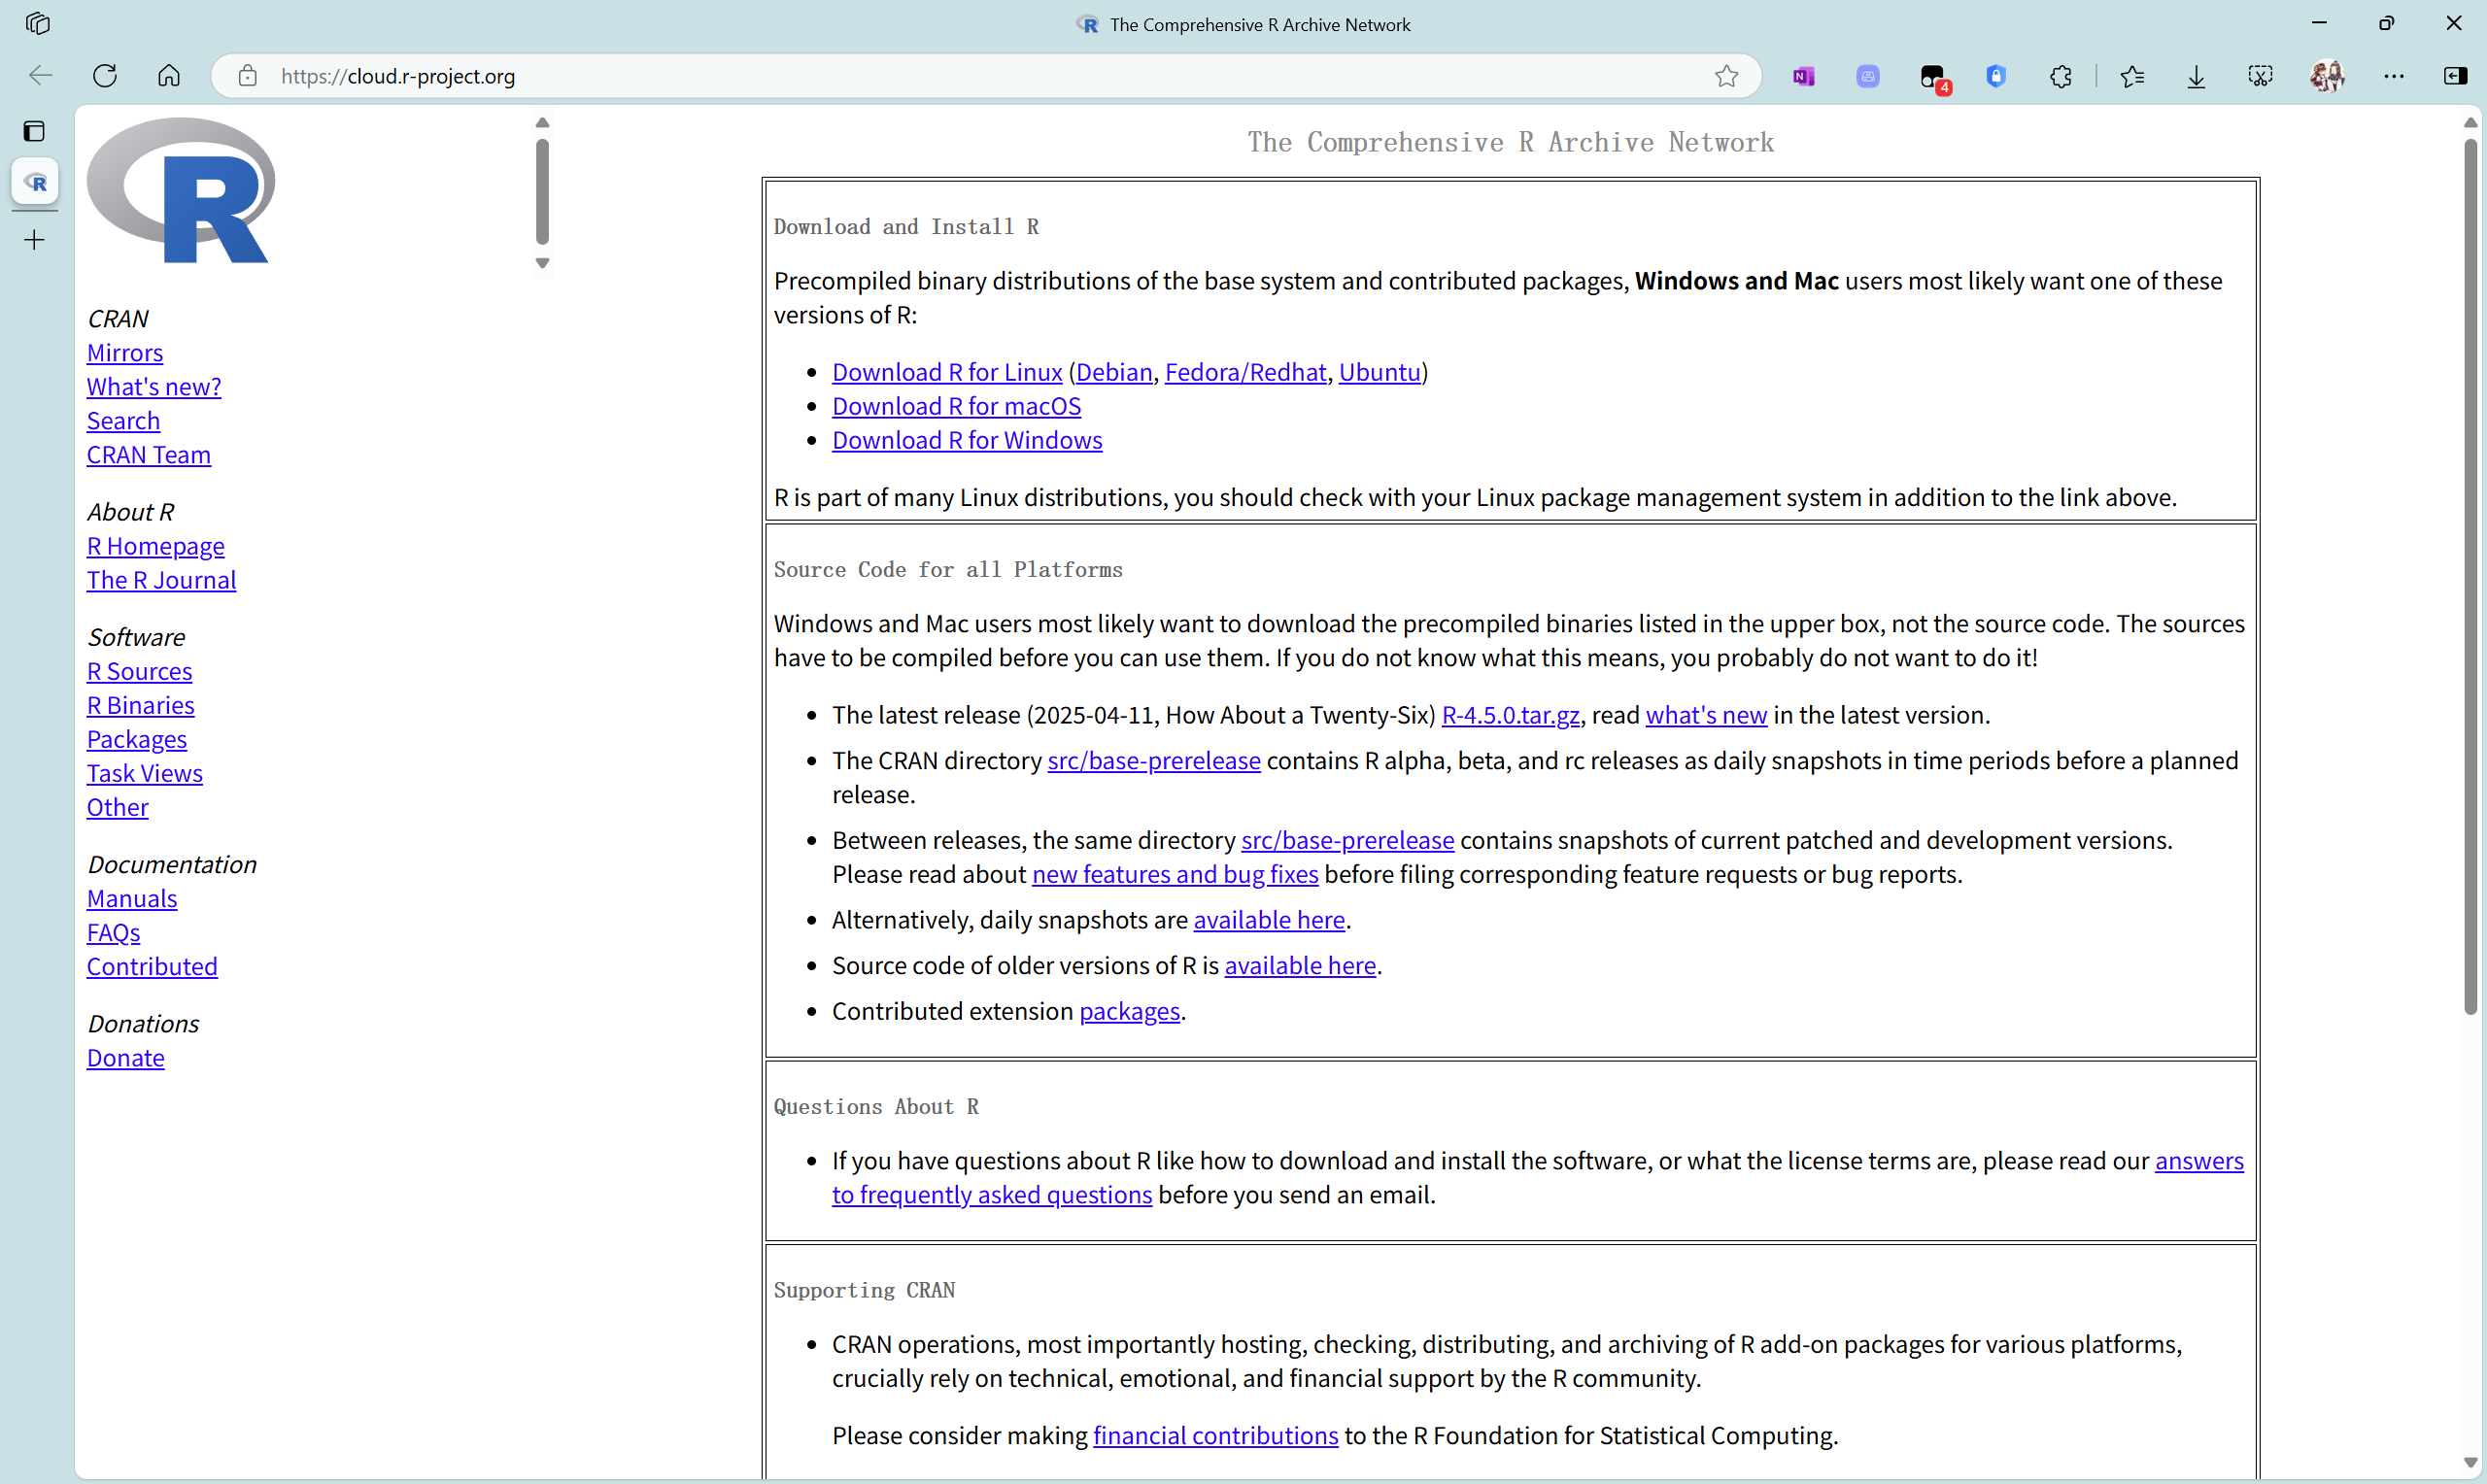 The Comprehensive R Archive Network
https://cloud.r-project.org
N
4
R
R
CRAN
Mirrors
What's new?
Search
CRAN Team
About R
R Homepage
The R Journal
Software
R Sources
R Binaries
Packages
Task Views
Other
Documentation
Manuals
FAQs
Contributed
Donations
Donate
The Comprehensive R Archive Network
Download and Install R
Precompiled binary distributions of the base system and contributed packages, Windows and Mac users most likely want one of these
versions of R:
• Download R for Linux (Debian, Fedora/Redhat, Ubuntu)
• Download R for macOS
• Download R for Windows
R is part of many Linux distributions, you should check with your Linux package management system in addition to the link above.
Source Code for all Platforms
Windows and Mac users most likely want to download the precompiled binaries listed in the upper box, not the source code. The sources
have to be compiled before you can use them. If you do not know what this means, you probably do not want to do it!
• The latest release (2025-04-11, How About a Twenty-Six) R-4.5.0.tar.gz, read what's new in the latest version.
• The CRAN directory src/base-prerelease contains R alpha, beta, and rc releases as daily snapshots in time periods before a planned
release.
• Between releases, the same directory src/base-prerelease contains snapshots of current patched and development versions.
Please read about new features and bug fixes before filing corresponding feature requests or bug reports.
• Alternatively, daily snapshots are available here.
• Source code of older versions of R is available here.
• Contributed extension packages.
Questions About R
• If you have questions about R like how to download and install the software, or what the license terms are, please read our answers
to frequently asked questions before you send an email.
Supporting CRAN
• CRAN operations, most importantly hosting, checking, distributing, and archiving of R add-on packages for various platforms,
crucially rely on technical, emotional, and financial support by the R community.
Please consider making financial contributions to the R Foundation for Statistical Computing.